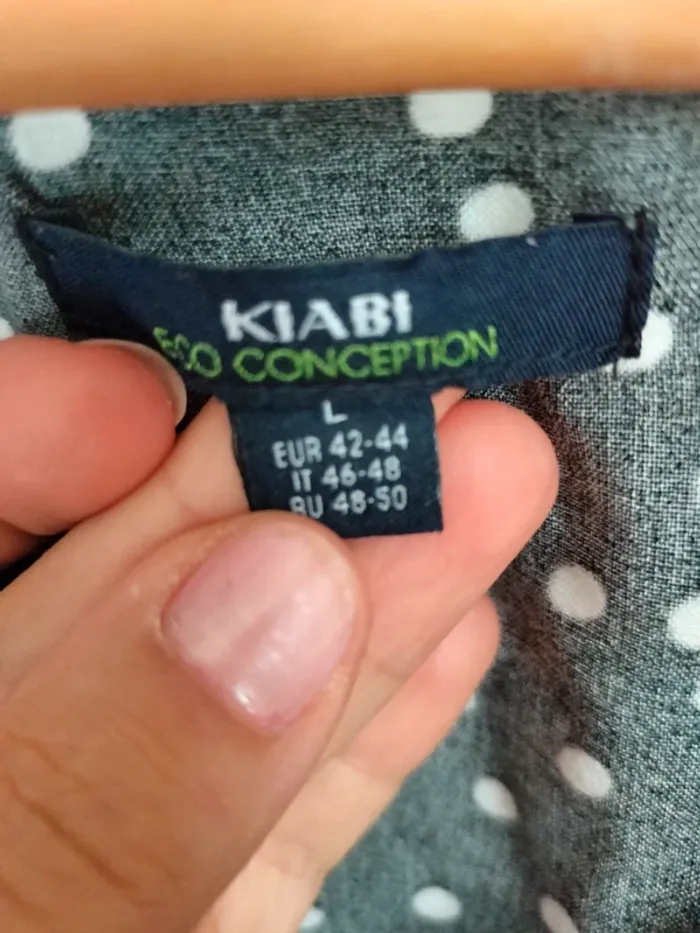 KIABI
ECO CONCEPTION
L
EUR 42-44
IT 46-48
RU 48-50